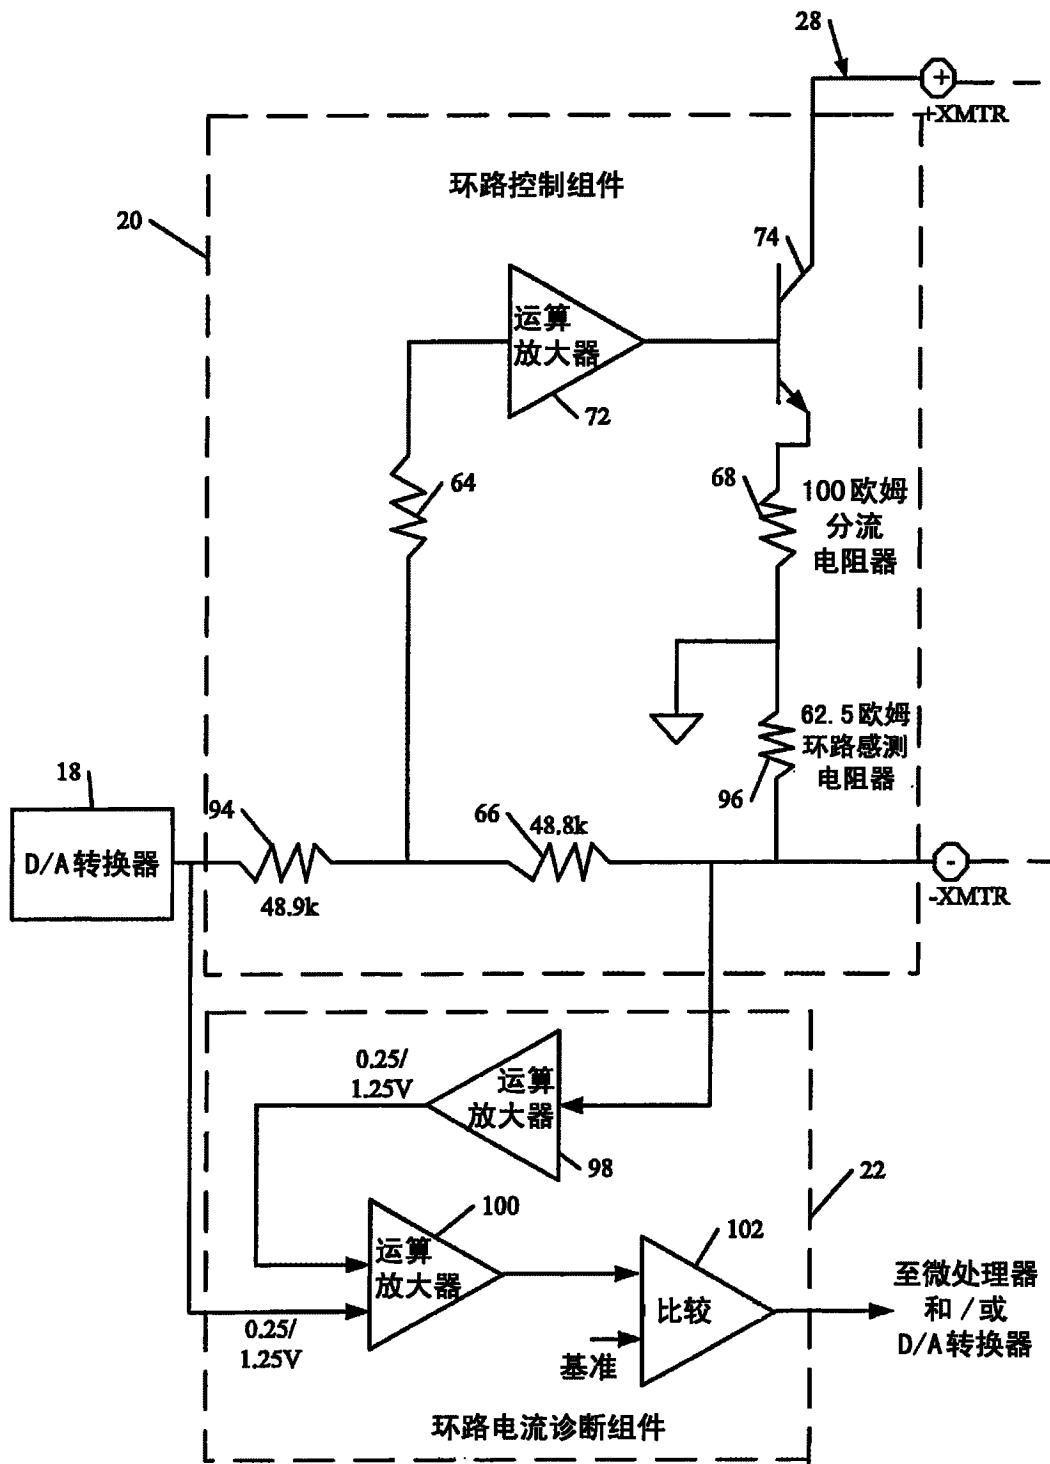 28
+
+XMTR
环路控制组件
20
74
运算
放大器
72
64
68
100欧姆
分流
电阻器
62.5欧姆
环路感测
电阻器
96
18
D/A转换器
94
48.9k
66
48.8k
-
-XMTR
0.25/
1.25V
运算
放大器
98
22
100
运算
放大器
102
比较
至微处理器
和/或
D/A转换器
0.25/
1.25V
基准
环路电流诊断组件